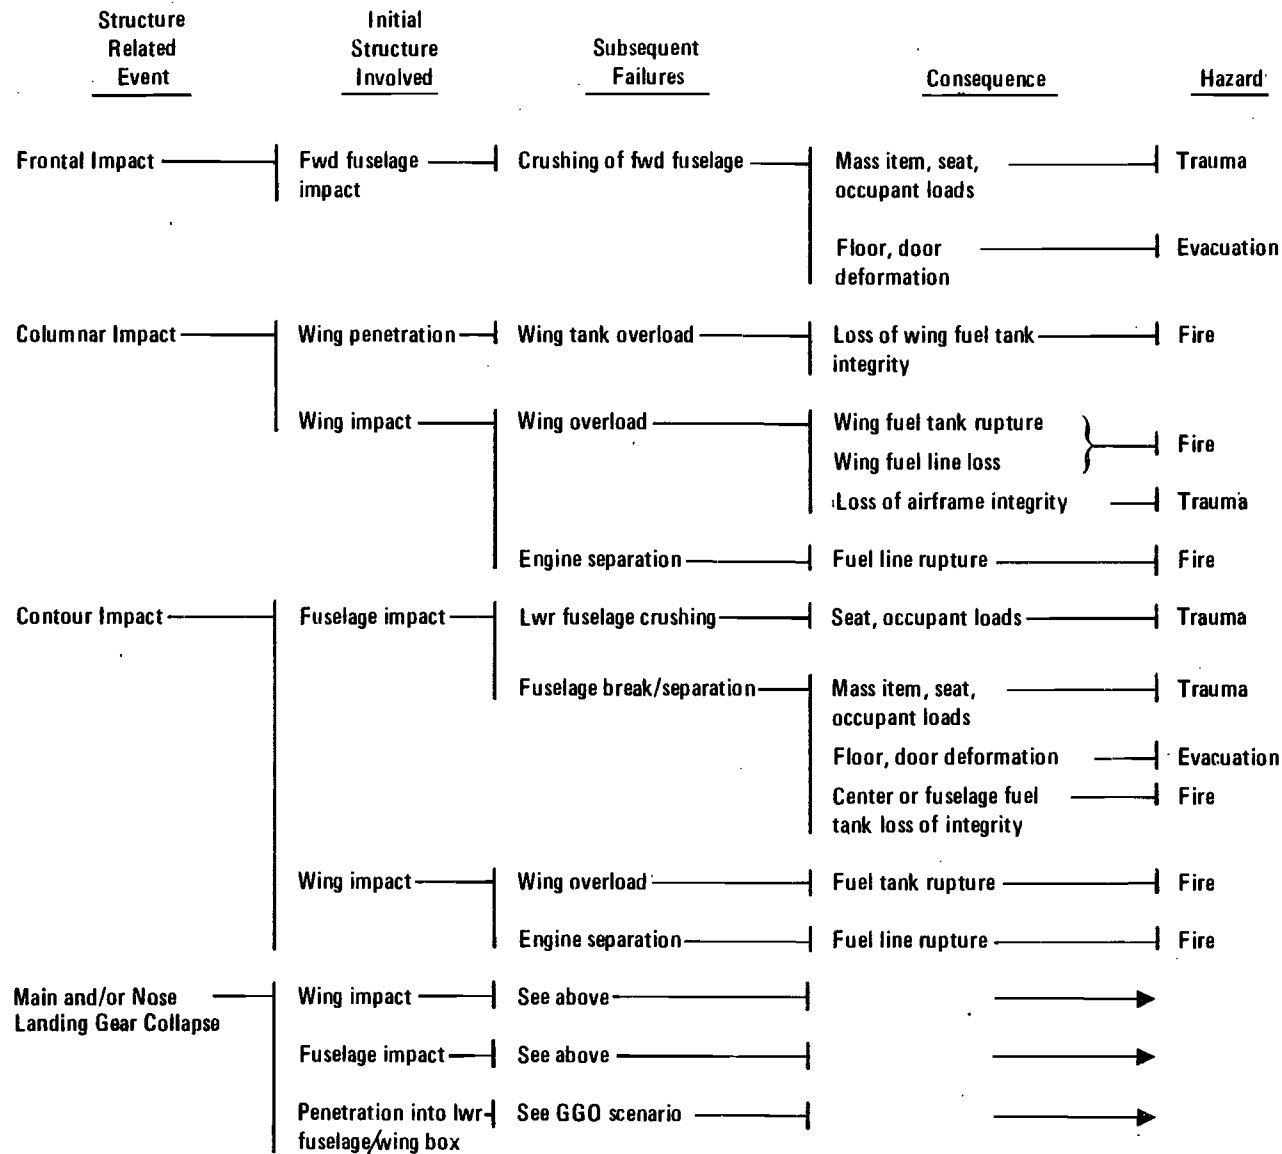 Structure
Related
Event
Initial
Structure
Involved
Subsequent
Failures
Consequence
Hazard
Frontal Impact
Fwd fuselage
impact
Crushing of fwd fuselage
Mass item, seat,
occupant loads
Trauma
Floor, door
deformation
Evacuation
Columnar Impact
Wing penetration
Wing tank overload
Loss of wing fuel tank
integrity
Fire
Wing impact
Wing overload
Wing fuel tank rupture
Wing fuel line loss
Fire
Loss of airframe integrity
Trauma
Engine separation
Fuel line rupture
Fire
Contour Impact
Fuselage impact
Lwr fuselage crushing
Seat, occupant loads
Trauma
Fuselage break/separation
Mass item, seat,
occupant loads
Trauma
Floor, door deformation
Evacuation
Center or fuselage fuel
tank loss of integrity
Fire
Wing impact
Wing overload
Fuel tank rupture
Fire
Engine separation
Fuel line rupture
Fire
Main and/or Nose
Landing Gear Collapse
Wing impact
See above
Fuselage impact
See above
Penetration into lwr
fuselage/wing box
See GGO scenario